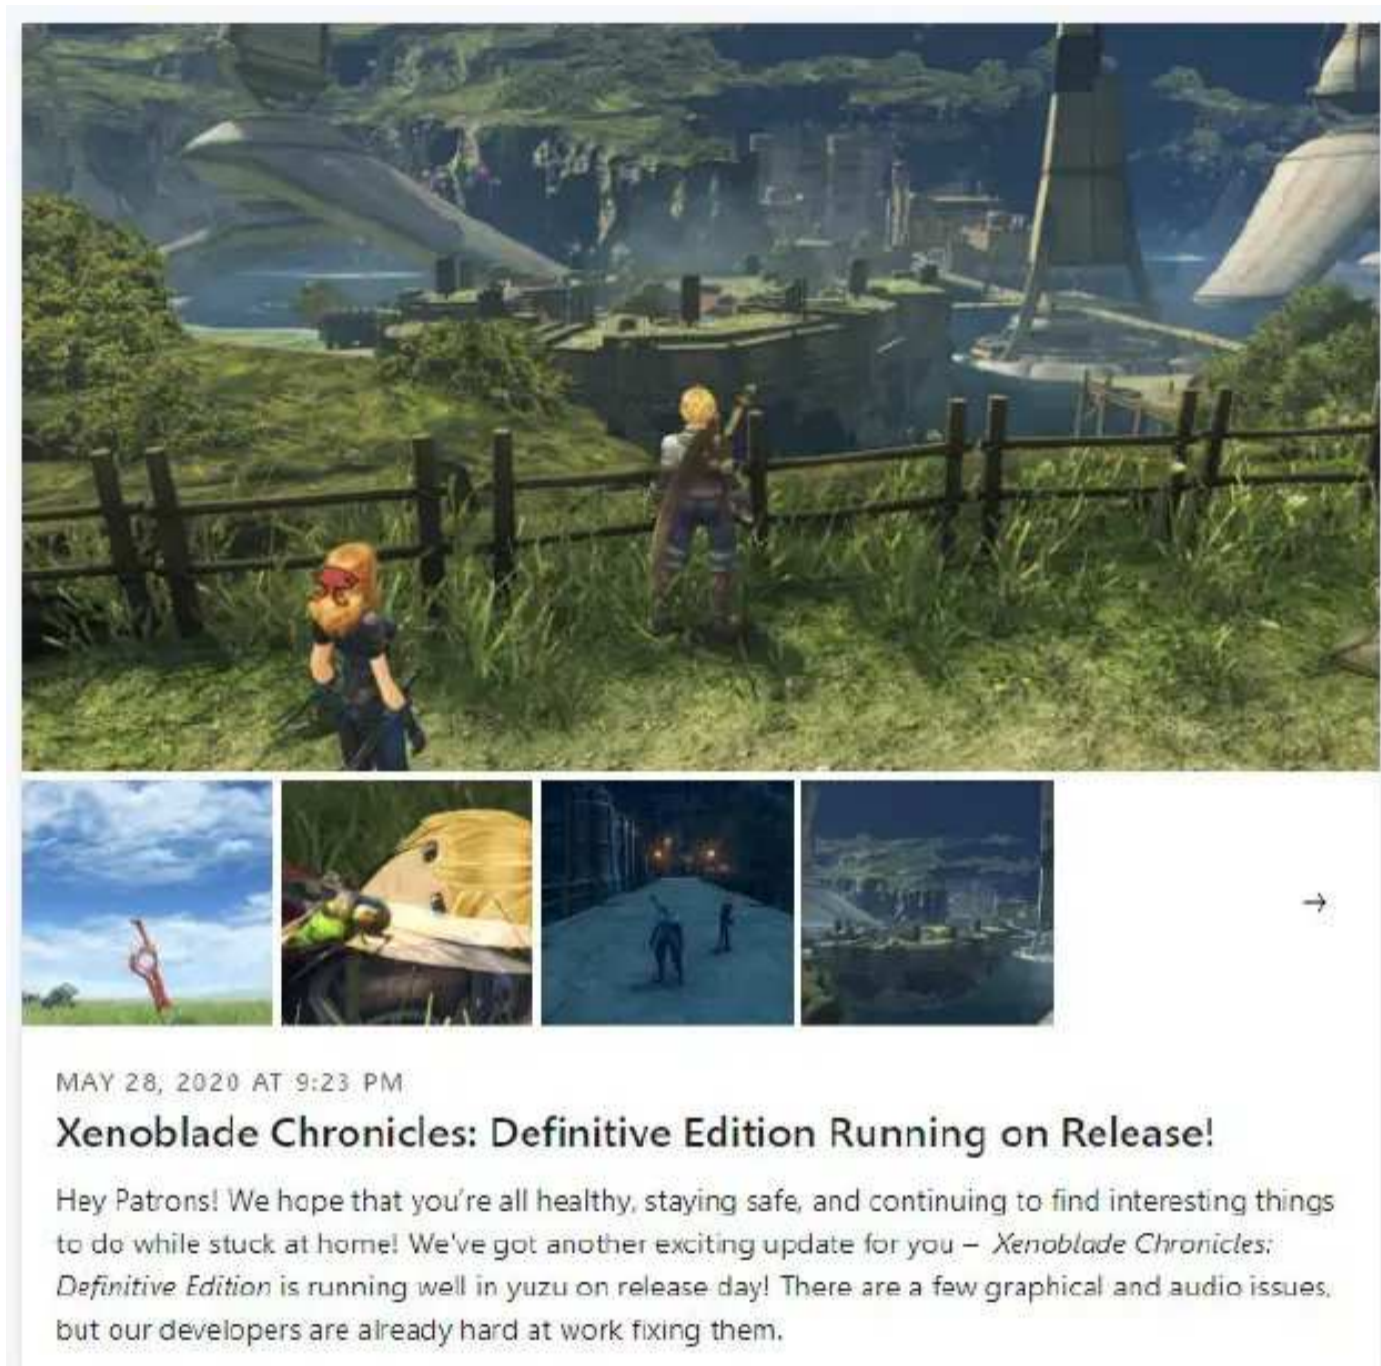 MAY 28, 2020 AT 9:23 PM
Xenoblade Chronicles: Definitive Edition Running on Release!
Hey Patrons! We hope that you're all healthy, staying safe, and continuing to find interesting things
to do while stuck at home! We've got another exciting update for you – Xenoblade Chronicles:
Definitive Edition is running well in yuzu on release day! There are a few graphical and audio issues,
but our developers are already hard at work fixing them.